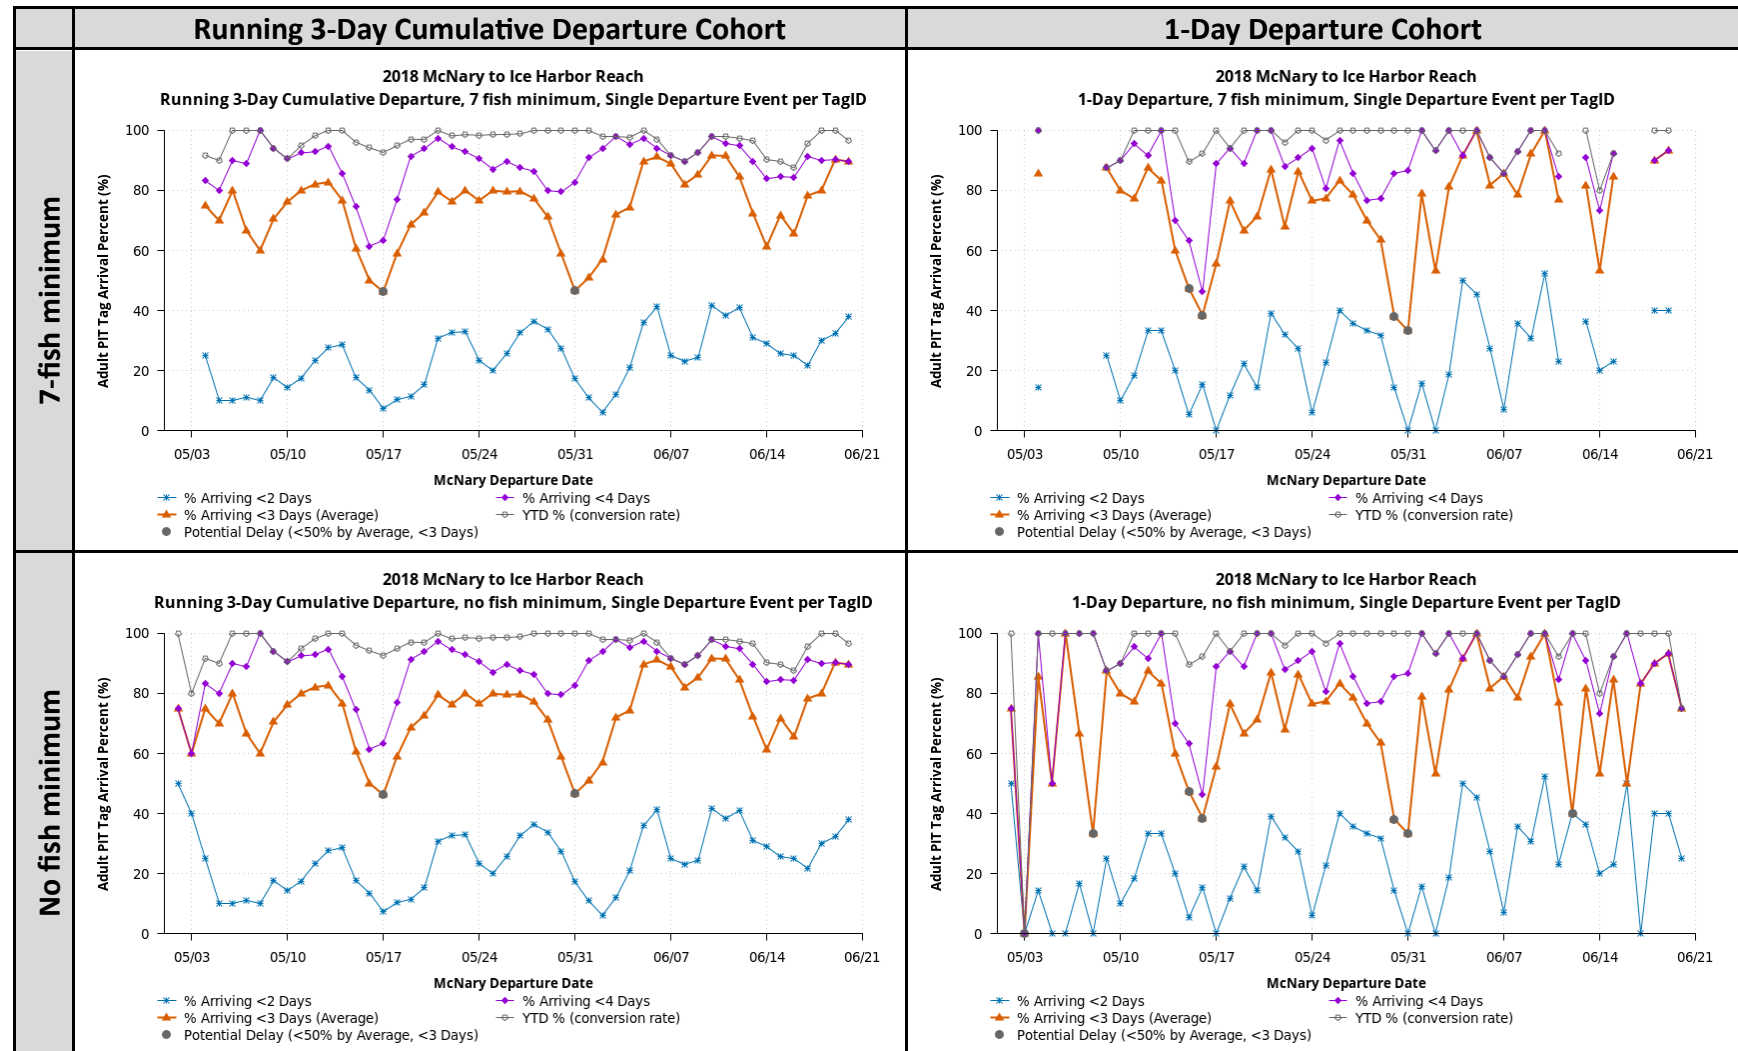 Running 3-Day Cumulative Departure Cohort
1-Day Departure Cohort
7-fish minimum
2018 McNary to Ice Harbor Reach
Running 3-Day Cumulative Departure, 7 fish minimum, Single Departure Event per TagID
Adult PIT Tag Arrival Percent (%)
100
80
60
40
20
0
05/03 05/10 05/17 05/24 05/31 06/07 06/14 06/21
McNary Departure Date
% Arriving <2 Days
% Arriving <4 Days
% Arriving <3 Days (Average)
YTD % (conversion rate)
Potential Delay (<50% by Average, <3 Days)
2018 McNary to Ice Harbor Reach
1-Day Departure, 7 fish minimum, Single Departure Event per TagID
Adult PIT Tag Arrival Percent (%)
100
80
60
40
20
0
05/03 05/10 05/17 05/24 05/31 06/07 06/14 06/21
McNary Departure Date
% Arriving <2 Days
% Arriving <4 Days
% Arriving <3 Days (Average)
YTD % (conversion rate)
Potential Delay (<50% by Average, <3 Days)
No fish minimum
2018 McNary to Ice Harbor Reach
Running 3-Day Cumulative Departure, no fish minimum, Single Departure Event per TagID
Adult PIT Tag Arrival Percent (%)
100
80
60
40
20
0
05/03 05/10 05/17 05/24 05/31 06/07 06/14 06/21
McNary Departure Date
% Arriving <2 Days
% Arriving <4 Days
% Arriving <3 Days (Average)
YTD % (conversion rate)
Potential Delay (<50% by Average, <3 Days)
2018 McNary to Ice Harbor Reach
1-Day Departure, no fish minimum, Single Departure Event per TagID
Adult PIT Tag Arrival Percent (%)
100
80
60
40
20
0
05/03 05/10 05/17 05/24 05/31 06/07 06/14 06/21
McNary Departure Date
% Arriving <2 Days
% Arriving <4 Days
% Arriving <3 Days (Average)
YTD % (conversion rate)
Potential Delay (<50% by Average, <3 Days)